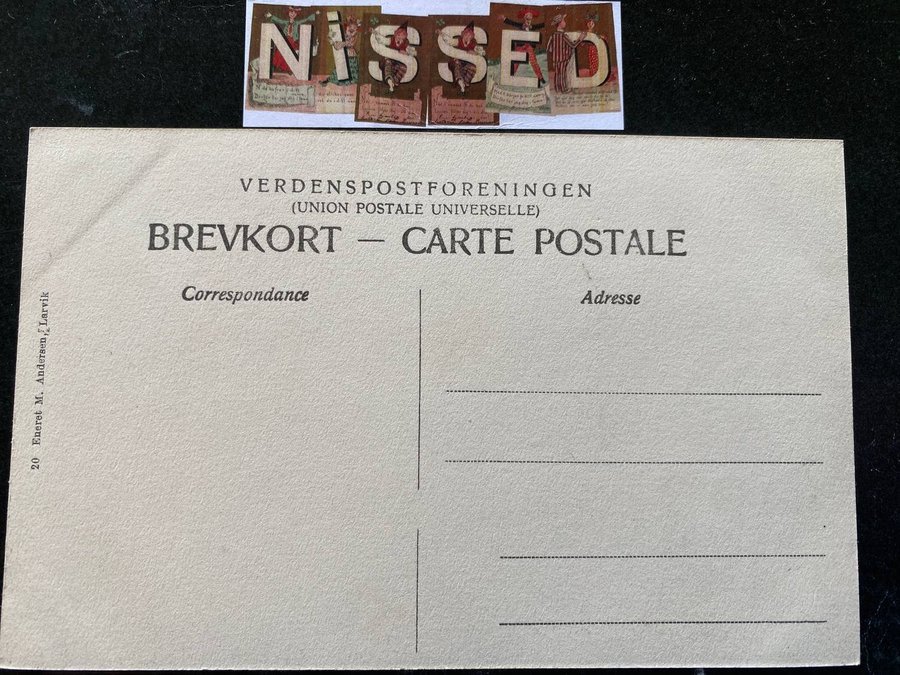 NISSED
VERDENSPOSTFORENINGEN
(UNION POSTALE UNIVERSELLE)
BREVKORT — CARTE POSTALE
Correspondance
Adresse
20 Eneret M. Andersen, Larvik